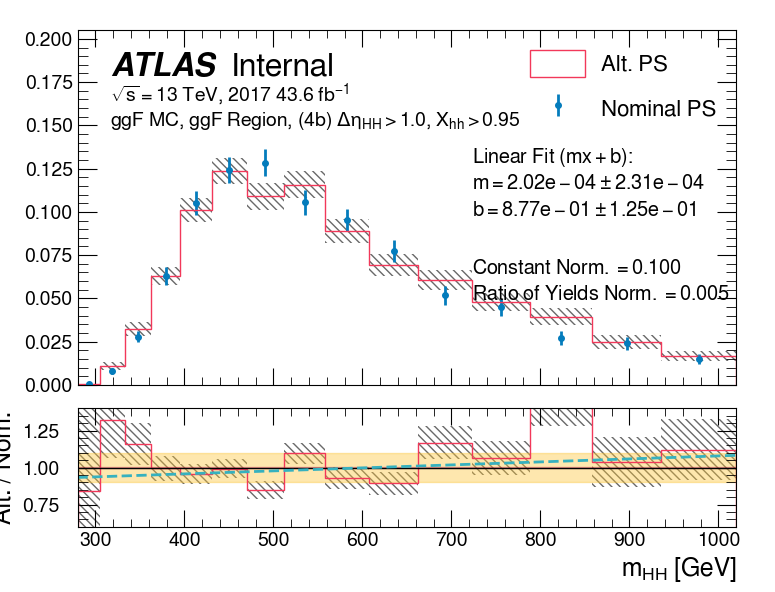 ATLAS Internal
√s = 13 TeV, 2017 43.6 fb⁻¹
ggF MC, ggF Region, (4b) Δη_HH > 1.0, X_hh > 0.95
Alt. PS
Nominal PS
Linear Fit (mx + b):
m = 2.02e − 04 ± 2.31e − 04
b = 8.77e − 01 ± 1.25e − 01
Constant Norm. = 0.100
Ratio of Yields Norm. = 0.005
0.200
0.175
0.150
0.125
0.100
0.075
0.050
0.025
0.000
Alt. / Nom.
1.25
1.00
0.75
300 400 500 600 700 800 900 1000
m_HH [GeV]